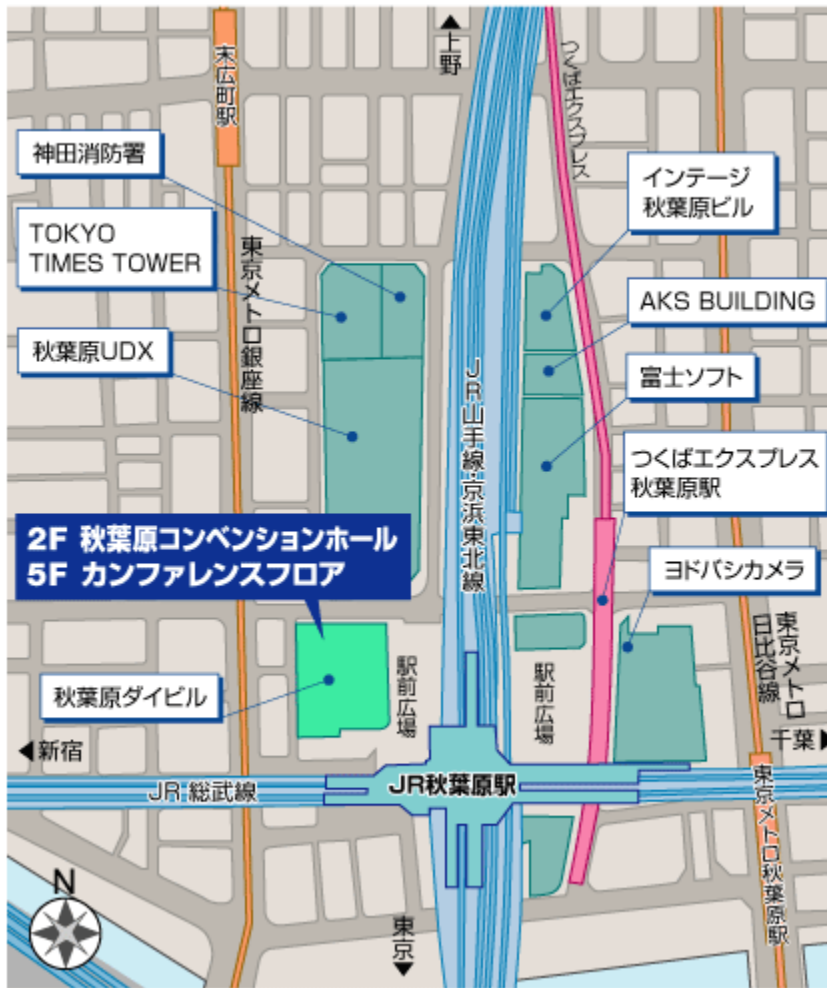 ▲上野
つくばエクスプレス
末広町駅
神田消防署
インテージ
秋葉原ビル
TOKYO
TIMES TOWER
東京メトロ銀座線
AKS BUILDING
秋葉原UDX
JR山手線・京浜東北線
富士ソフト
つくばエクスプレス
秋葉原駅
2F 秋葉原コンベンションホール
5F カンファレンスフロア
ヨドバシカメラ
東京メトロ
日比谷線
駅前広場
駅前広場
秋葉原ダイビル
◀新宿
千葉▶
JR 総武線
JR秋葉原駅
東京メトロ秋葉原駅
N
東京▼